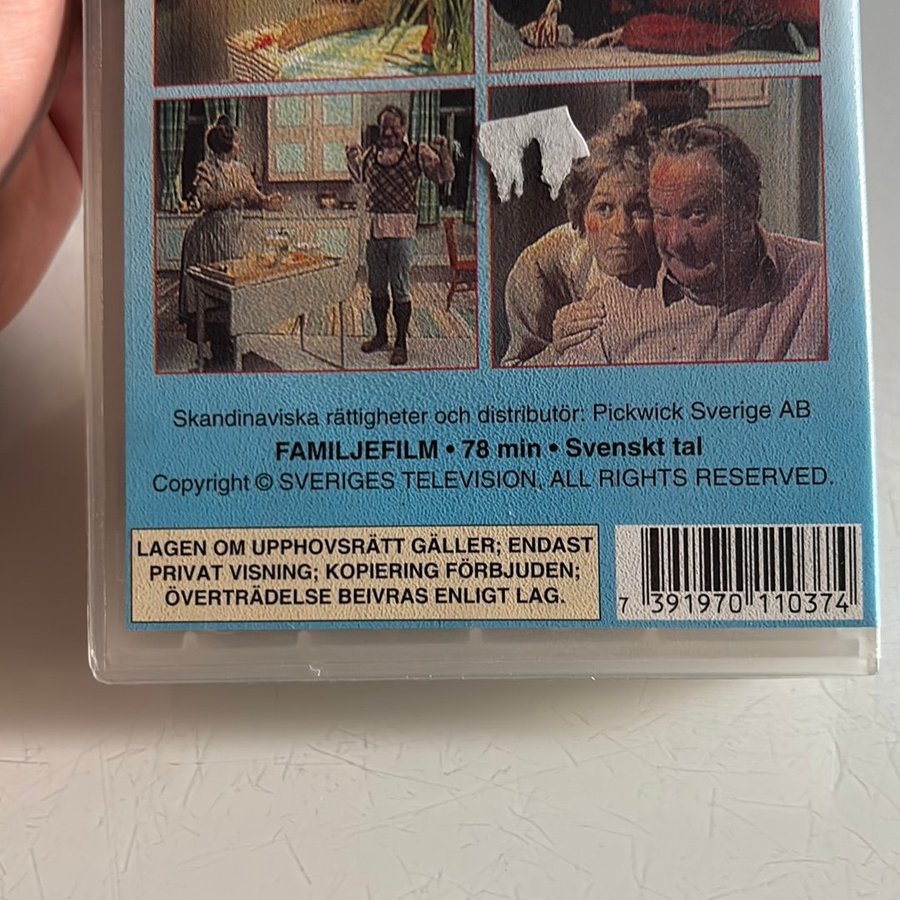 Skandinaviska rättigheter och distributör: Pickwick Sverige AB
FAMILJEFILM • 78 min • Svenskt tal
Copyright © SVERIGES TELEVISION, ALL RIGHTS RESERVED.
LAGEN OM UPPHOVSRÄTT GÄLLER; ENDAST
PRIVAT VISNING; KOPIERING FÖRBJUDEN;
ÖVERTRÄDELSE BEIVRAS ENLIGT LAG.
7 391970 110374